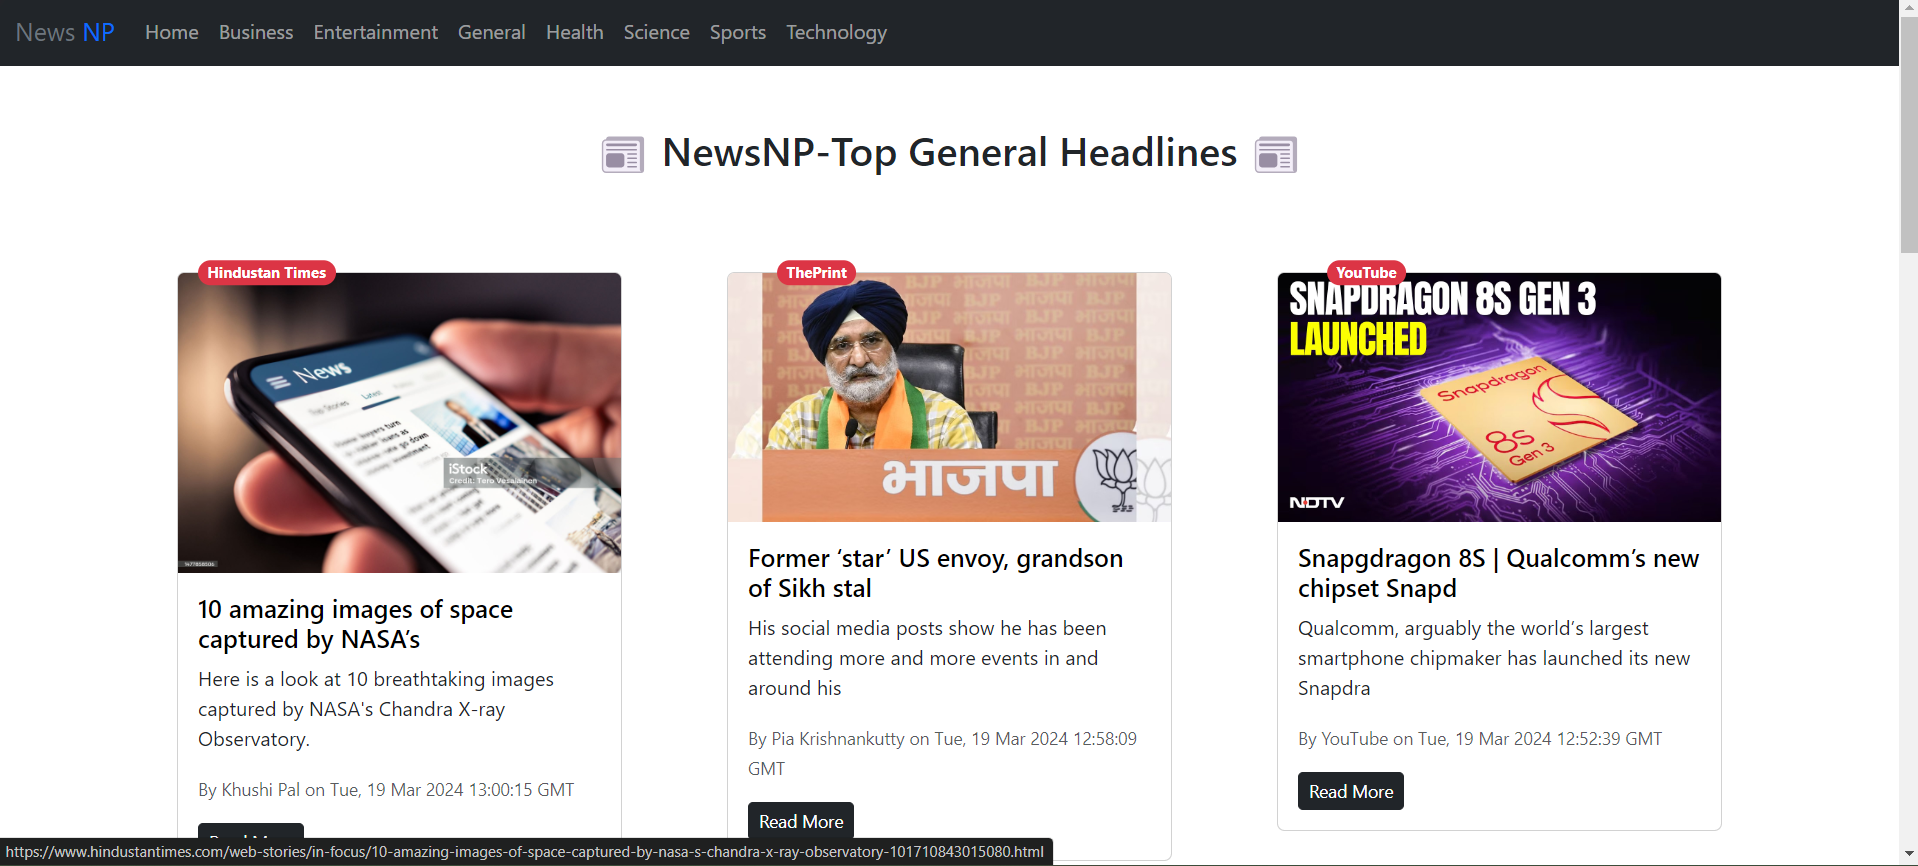 News NP Home Business Entertainment General Health Science Sports Technology
NewsNP-Top General Headlines
Hindustan Times
News
Top Stories
Latest
iStock
Credit: Tero Vesalainen
1477858506
10 amazing images of space
captured by NASA’s
Here is a look at 10 breathtaking images
captured by NASA's Chandra X-ray
Observatory.
By Khushi Pal on Tue, 19 Mar 2024 13:00:15 GMT
ThePrint
भाजपा BJP
भाजपा
Former ‘star’ US envoy, grandson
of Sikh stal
His social media posts show he has been
attending more and more events in and
around his
By Pia Krishnankutty on Tue, 19 Mar 2024 12:58:09
GMT
Read More
YouTube
SNAPDRAGON 8S GEN 3
LAUNCHED
Snapdragon
8s
Gen 3
NDTV
Snapgdragon 8S | Qualcomm’s new
chipset Snapd
Qualcomm, arguably the world’s largest
smartphone chipmaker has launched its new
Snapdra
By YouTube on Tue, 19 Mar 2024 12:52:39 GMT
Read More
https://www.hindustantimes.com/web-stories/in-focus/10-amazing-images-of-space-captured-by-nasa-s-chandra-x-ray-observatory-101710843015080.html